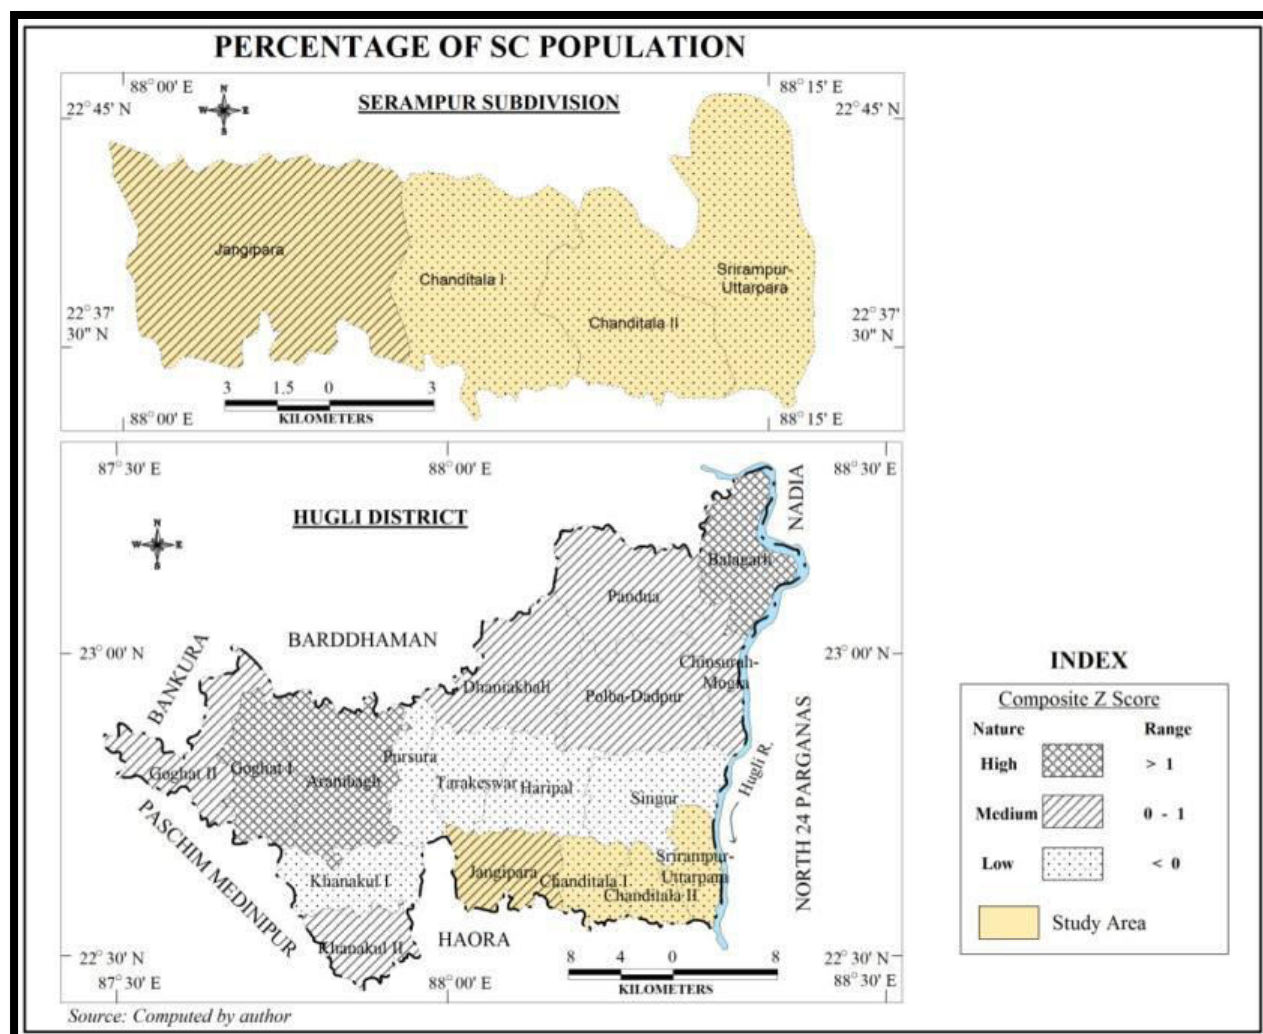 PERCENTAGE OF SC POPULATION
SERAMPUR SUBDIVISION
88° 00' E
88° 15' E
22° 45' N
22° 45' N
N
W E
S
Jangipara
Chanditala I
Srirampur-
Uttarpara
Chanditala II
22° 37'
30" N
22° 37'
30" N
3 1.5 0 3
KILOMETERS
88° 00' E
88° 15' E
87° 30' E
88° 00' E
88° 30' E
HUGLI DISTRICT
N
W E
S
NADIA
Balagarh
Pandua
BARDDHAMAN
BANKURA
23° 00' N
23° 00' N
Chinsurah-
Mogra
Dhaniakhali
Polba-Dadpur
Pursura
Goghat II
Goghat I
Arambagh
Tarakeswar
Haripal
Singur
Hugli R.
NORTH 24 PARGANAS
PASCHIM MEDINIPUR
Srirampur-
Uttarpara
Jangipara
Chanditala I
Chanditala II
Khanakul I
Khanakul II
HAORA
8 4 0 8
KILOMETERS
22° 30' N
22° 30' N
87° 30' E
88° 00' E
88° 30' E
INDEX
Composite Z Score
Nature Range
High > 1
Medium 0 - 1
Low < 0
Study Area
Source: Computed by author